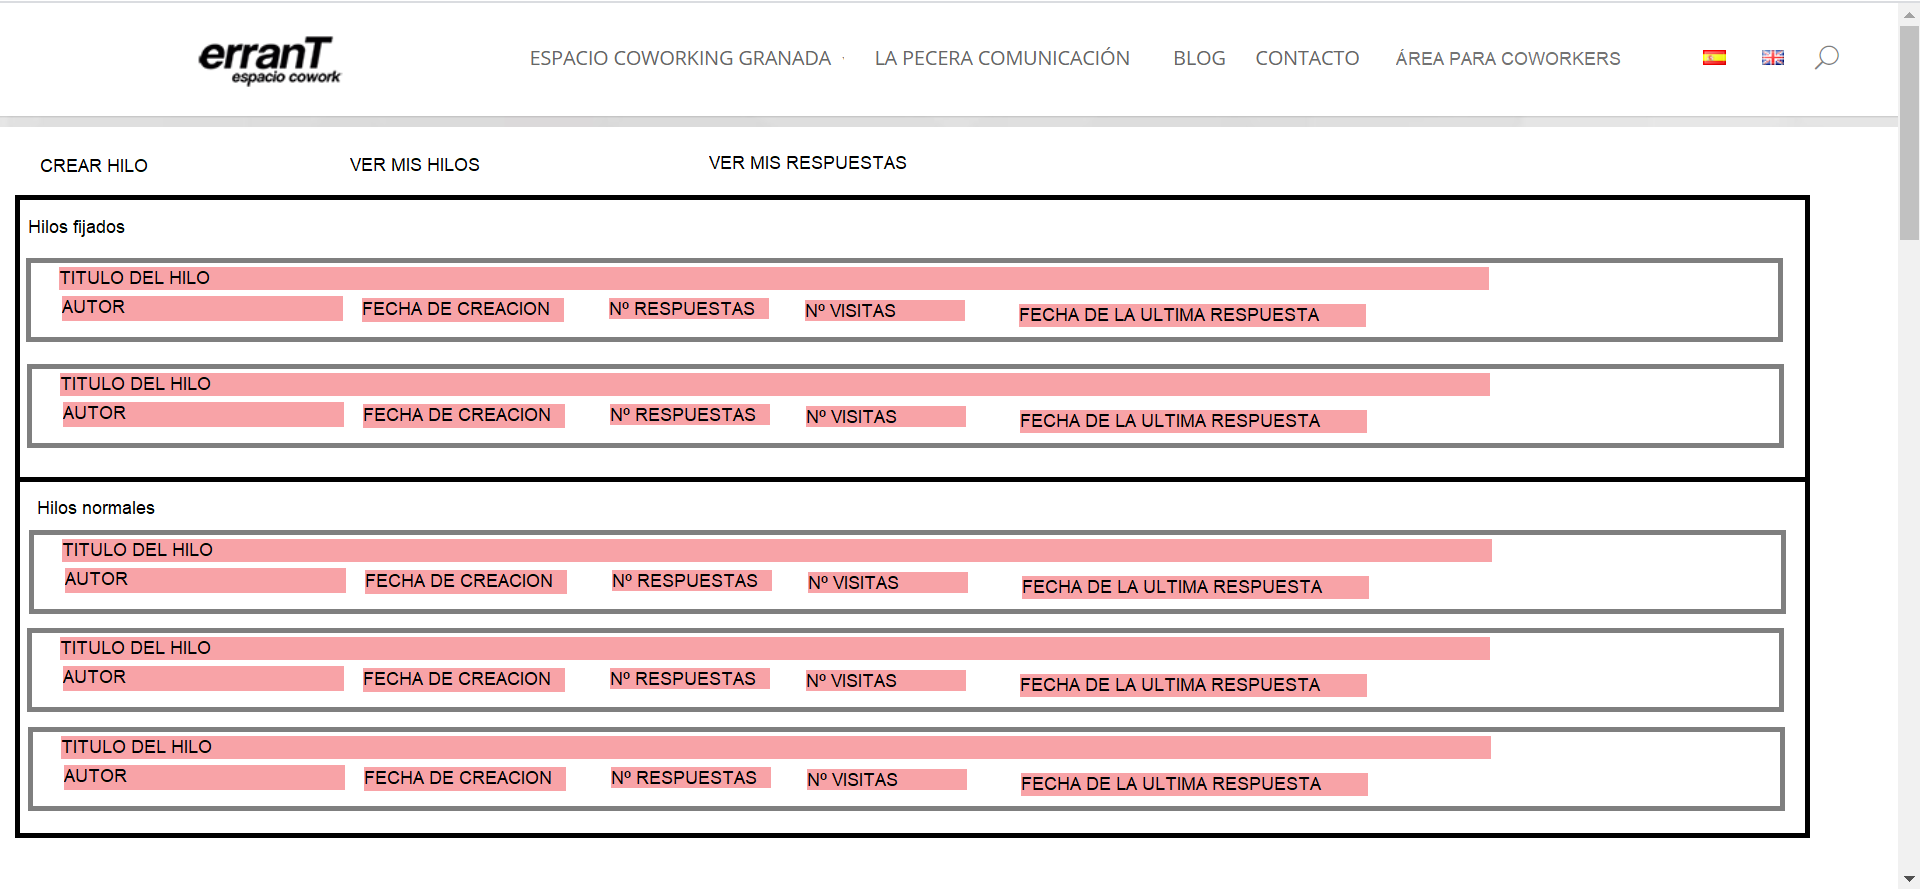 erranT
espacio cowork
ESPACIO COWORKING GRANADA
LA PECERA COMUNICACIÓN
BLOG
CONTACTO
ÁREA PARA COWORKERS
CREAR HILO
VER MIS HILOS
VER MIS RESPUESTAS
Hilos fijados
TITULO DEL HILO
AUTOR
FECHA DE CREACION
Nº RESPUESTAS
Nº VISITAS
FECHA DE LA ULTIMA RESPUESTA
TITULO DEL HILO
AUTOR
FECHA DE CREACION
Nº RESPUESTAS
Nº VISITAS
FECHA DE LA ULTIMA RESPUESTA
Hilos normales
TITULO DEL HILO
AUTOR
FECHA DE CREACION
Nº RESPUESTAS
Nº VISITAS
FECHA DE LA ULTIMA RESPUESTA
TITULO DEL HILO
AUTOR
FECHA DE CREACION
Nº RESPUESTAS
Nº VISITAS
FECHA DE LA ULTIMA RESPUESTA
TITULO DEL HILO
AUTOR
FECHA DE CREACION
Nº RESPUESTAS
Nº VISITAS
FECHA DE LA ULTIMA RESPUESTA